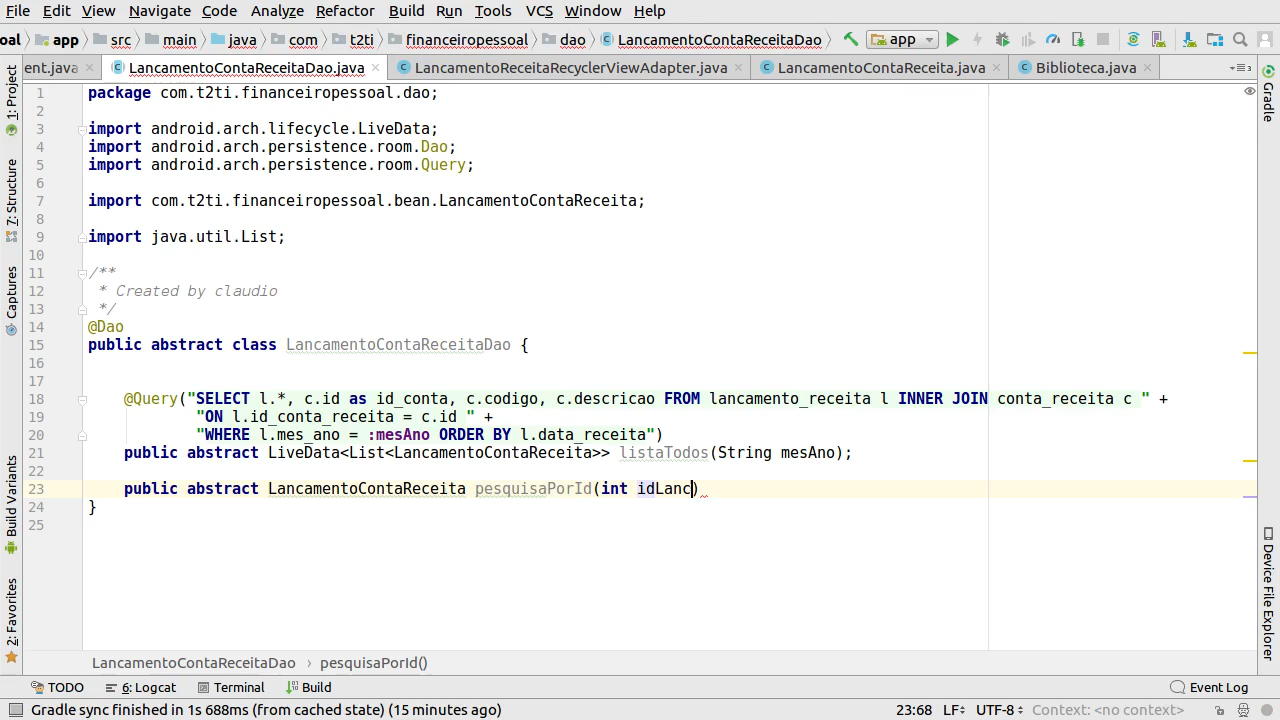 File Edit View Navigate Code Analyze Refactor Build Run Tools VCS Window Help
oal app src main java com t2ti financeiropessoal dao LancamentoContaReceitaDao app
ent.java LancamentoContaReceitaDao.java LancamentoReceitaRecyclerViewAdapter.java LancamentoContaReceita.java Biblioteca.java
1: Project
7: Structure
Captures
Build Variants
2: Favorites
Gradle
Device File Explorer
1 package com.t2ti.financeiropessoal.dao;
2
3 import android.arch.lifecycle.LiveData;
4 import android.arch.persistence.room.Dao;
5 import android.arch.persistence.room.Query;
6
7 import com.t2ti.financeiropessoal.bean.LancamentoContaReceita;
8
9 import java.util.List;
10
11 /**
12 * Created by claudio
13 */
14 @Dao
15 public abstract class LancamentoContaReceitaDao {
16
17
18 @Query("SELECT l.*, c.id as id_conta, c.codigo, c.descricao FROM lancamento_receita l INNER JOIN conta_receita c " +
19 "ON l.id_conta_receita = c.id " +
20 "WHERE l.mes_ano = :mesAno ORDER BY l.data_receita")
21 public abstract LiveData<List<LancamentoContaReceita>> listaTodos(String mesAno);
22
23 public abstract LancamentoContaReceita pesquisaPorId(int idLanc)
24 }
25
LancamentoContaReceitaDao › pesquisaPorId()
TODO 6: Logcat Terminal Build Event Log
Gradle sync finished in 1s 688ms (from cached state) (15 minutes ago) 23:68 LF UTF-8 Context: <no context>